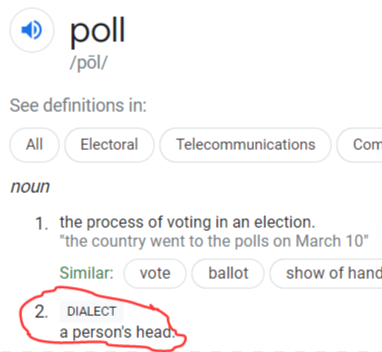 poll
/pōl/
See definitions in:
All Electoral Telecommunications Com
noun
1. the process of voting in an election.
"the country went to the polls on March 10"
Similar: vote ballot show of hand
2. DIALECT
a person's head.